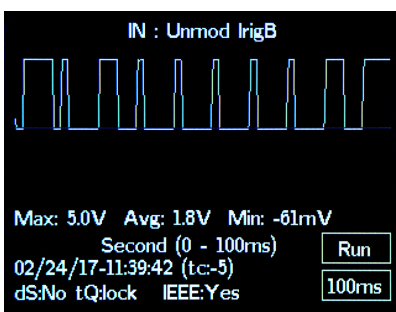 IN : Unmod IrigB
Max: 5.0V Avg: 1.8V Min: -61mV
Second (0 - 100ms)
Run
02/24/17-11:39:42 (tc:-5)
dS:No tQ:lock IEEE:Yes
100ms